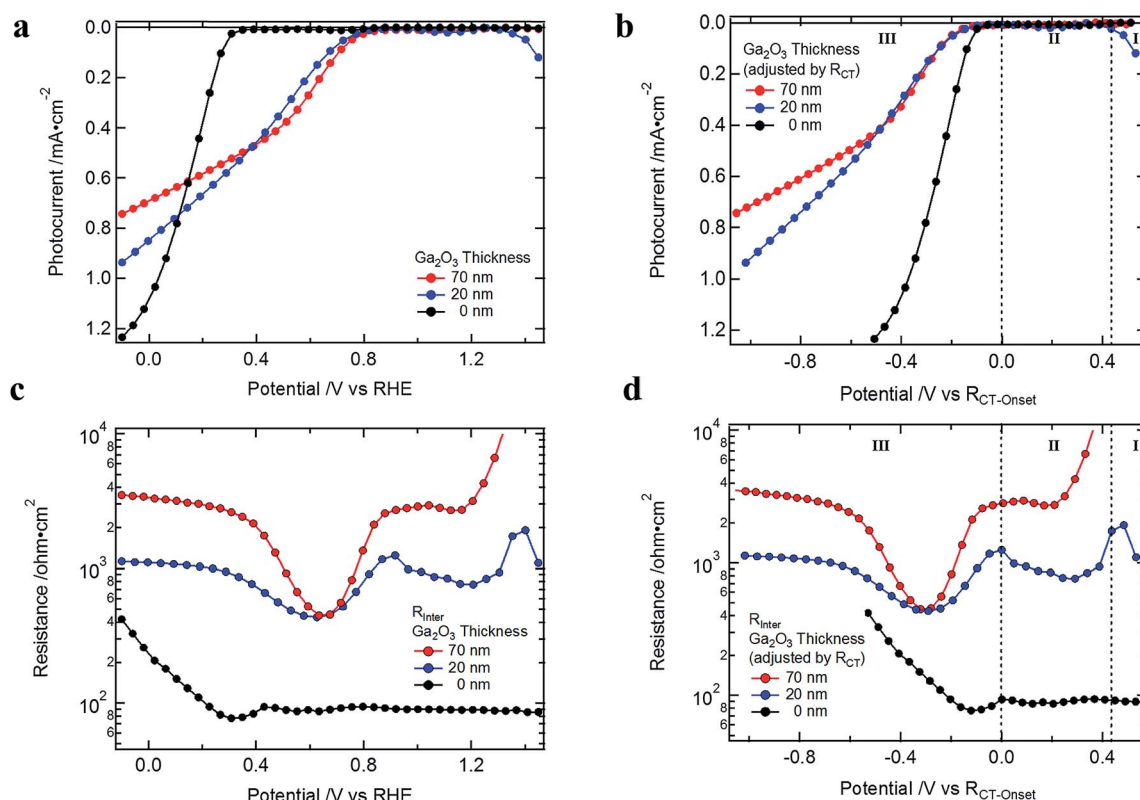 a
0.0
0.2
0.4
0.6
0.8
1.0
1.2
Photocurrent /mA•cm-2
Ga2O3 Thickness
70 nm
20 nm
0 nm
0.0 0.4 0.8 1.2
Potential /V vs RHE
b
0.0
0.2
0.4
0.6
0.8
1.0
1.2
Photocurrent /mA•cm-2
III II I
Ga2O3 Thickness
(adjusted by RCT)
70 nm
20 nm
0 nm
-0.8 -0.4 0.0 0.4
Potential /V vs RCT-Onset
c
104
8
6
4
2
103
8
6
4
2
102
8
6
4
Resistance /ohm•cm2
RInter
Ga2O3 Thickness
70 nm
20 nm
0 nm
0.0 0.4 0.8 1.2
Potential /V vs RHE
d
104
8
6
4
2
103
8
6
4
2
102
8
6
4
Resistance /ohm•cm2
III II I
RInter
Ga2O3 Thickness
(adjusted by RCT)
70 nm
20 nm
0 nm
-0.8 -0.4 0.0 0.4
Potential /V vs RCT-Onset